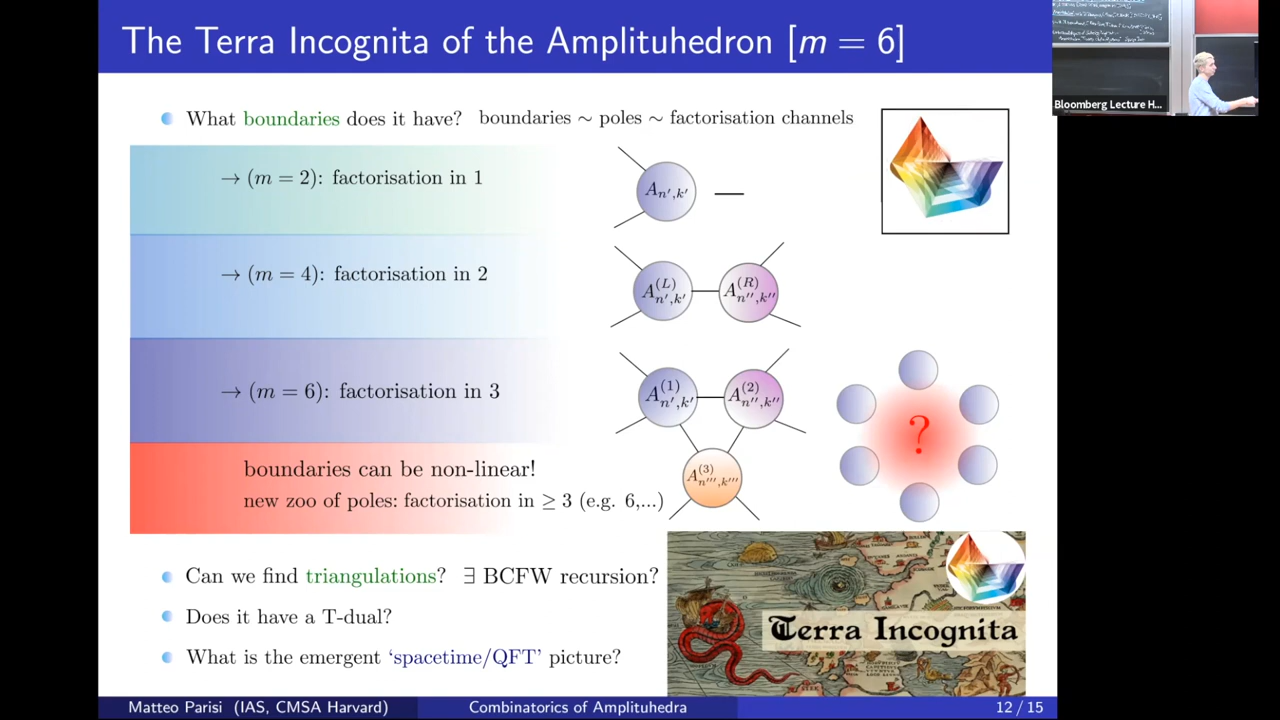 The Terra Incognita of the Amplituhedron [m = 6]
Bloomberg Lecture H...
What boundaries does it have? boundaries ∼ poles ∼ factorisation channels
→ (m = 2): factorisation in 1
A_{n′,k′}
→ (m = 4): factorisation in 2
A^{(L)}_{n′,k′} A^{(R)}_{n′′,k′′}
→ (m = 6): factorisation in 3
A^{(1)}_{n′,k′} A^{(2)}_{n′′,k′′}
?
boundaries can be non-linear!
A^{(3)}_{n′′′,k′′′}
new zoo of poles: factorisation in ≥ 3 (e.g. 6,...)
Can we find triangulations? ∃ BCFW recursion?
Does it have a T-dual?
Terra Incognita
What is the emergent ‘spacetime/QFT’ picture?
Matteo Parisi (IAS, CMSA Harvard) Combinatorics of Amplituhedra 12 / 15